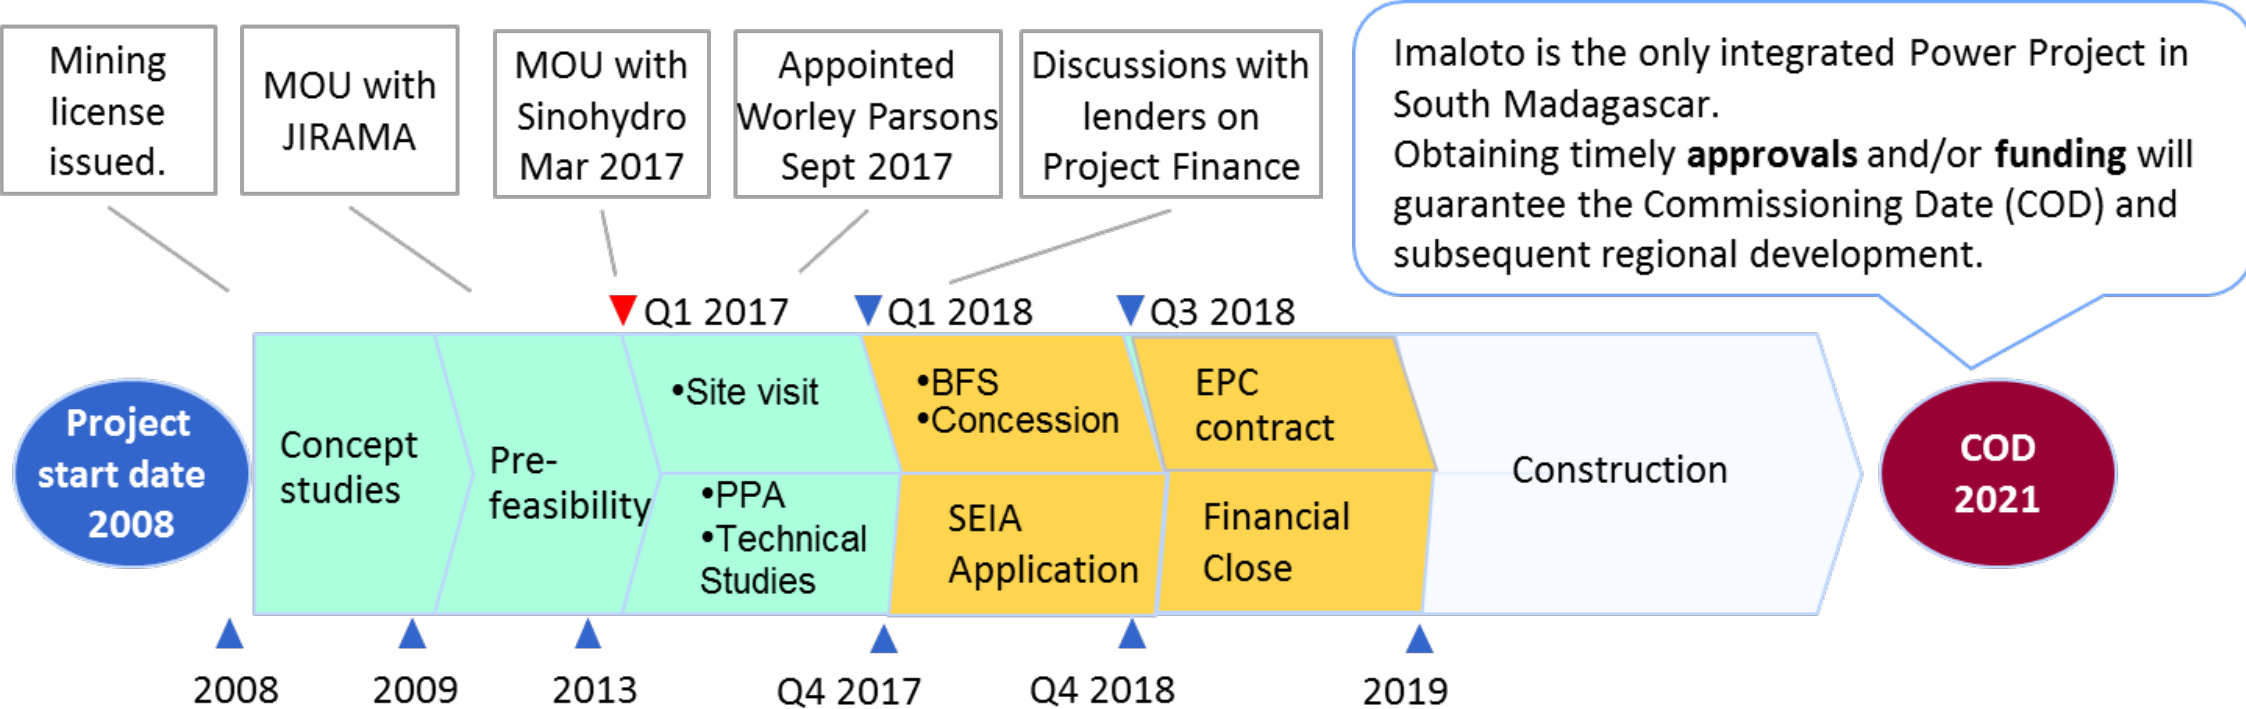 Mining
license
issued.
MOU with
JIRAMA
MOU with
Sinohydro
Mar 2017
Appointed
Worley Parsons
Sept 2017
Discussions with
lenders on
Project Finance
Imaloto is the only integrated Power Project in
South Madagascar.
Obtaining timely approvals and/or funding will
guarantee the Commissioning Date (COD) and
subsequent regional development.
Q1 2017
Q1 2018
Q3 2018
Project
start date
2008
Concept
studies
Pre-
feasibility
•Site visit
•PPA
•Technical
Studies
•BFS
•Concession
SEIA
Application
EPC
contract
Financial
Close
Construction
COD
2021
2008
2009
2013
Q4 2017
Q4 2018
2019